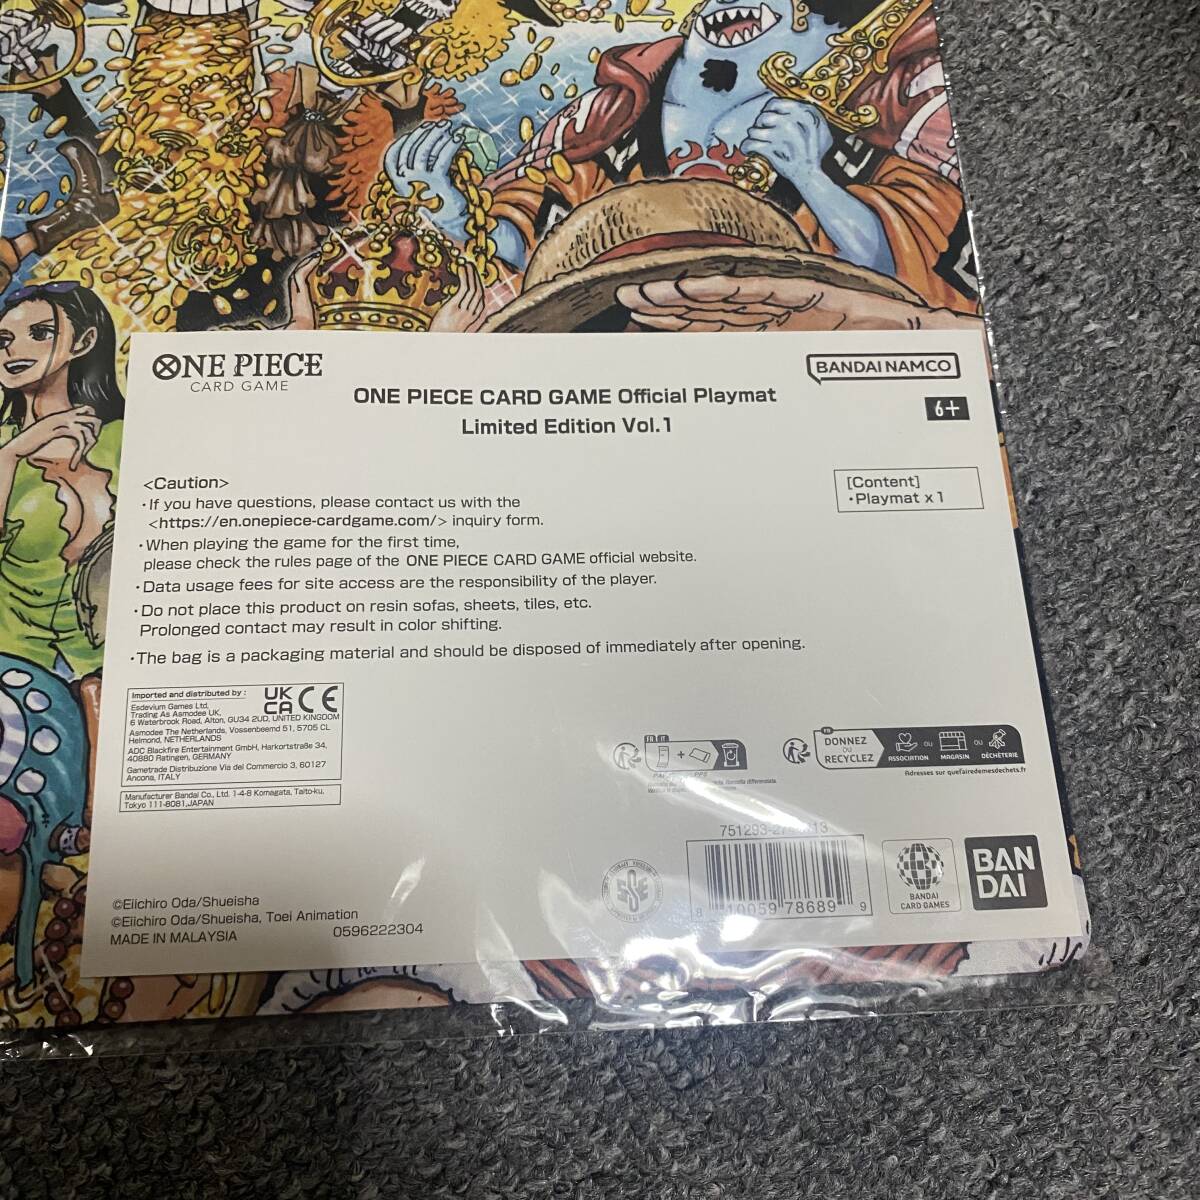 ONE PIECE
CARD GAME
BANDAI NAMCO
ONE PIECE CARD GAME Official Playmat
Limited Edition Vol.1
6+
<Caution>
・If you have questions, please contact us with the
<https://en.onepiece-cardgame.com/> inquiry form.
・When playing the game for the first time,
please check the rules page of the ONE PIECE CARD GAME official website.
・Data usage fees for site access are the responsibility of the player.
・Do not place this product on resin sofas, sheets, tiles, etc.
Prolonged contact may result in color shifting.
・The bag is a packaging material and should be disposed of immediately after opening.
[Content]
・Playmat x 1
Imported and distributed by :
Esdevium Games Ltd,
Trading As Asmodee UK,
6 Waterbrook Road, Alton, GU34 2UD, UNITED KINGDOM
Asmodee The Netherlands, Vossenbeemd 51, 5705 CL
Helmond, NETHERLANDS
ADC Blackfire Entertainment GmbH, Harkortstraße 34,
40880 Ratingen, GERMANY
Gametrade Distribuzione Via del Commercio 3, 60127
Ancona, ITALY
UK
CA CE
Manufacturer Bandai Co., Ltd. 1-4-8 Komagata, Taito-ku,
Tokyo 111-8081,JAPAN
FR IT
+
FR
DONNEZ
OU
RECYCLEZ
ASSOCIATION
OU
MAGASIN
OU
DÉCHÈTERIE
Adresses sur quefairedemesdechets.fr
8 10059 78689 9
BANDAI
CARD GAMES
BAN
DAI
©Eiichiro Oda/Shueisha
©Eiichiro Oda/Shueisha, Toei Animation
MADE IN MALAYSIA
0596222304